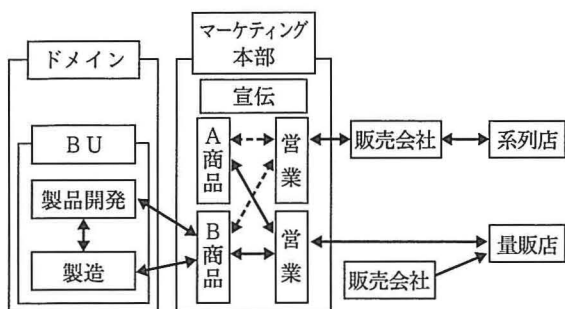 ドメイン
BU
製品開発
製造
マーケティング
本部
宣伝
A商品
営業
B商品
営業
販売会社
系列店
量販店
販売会社